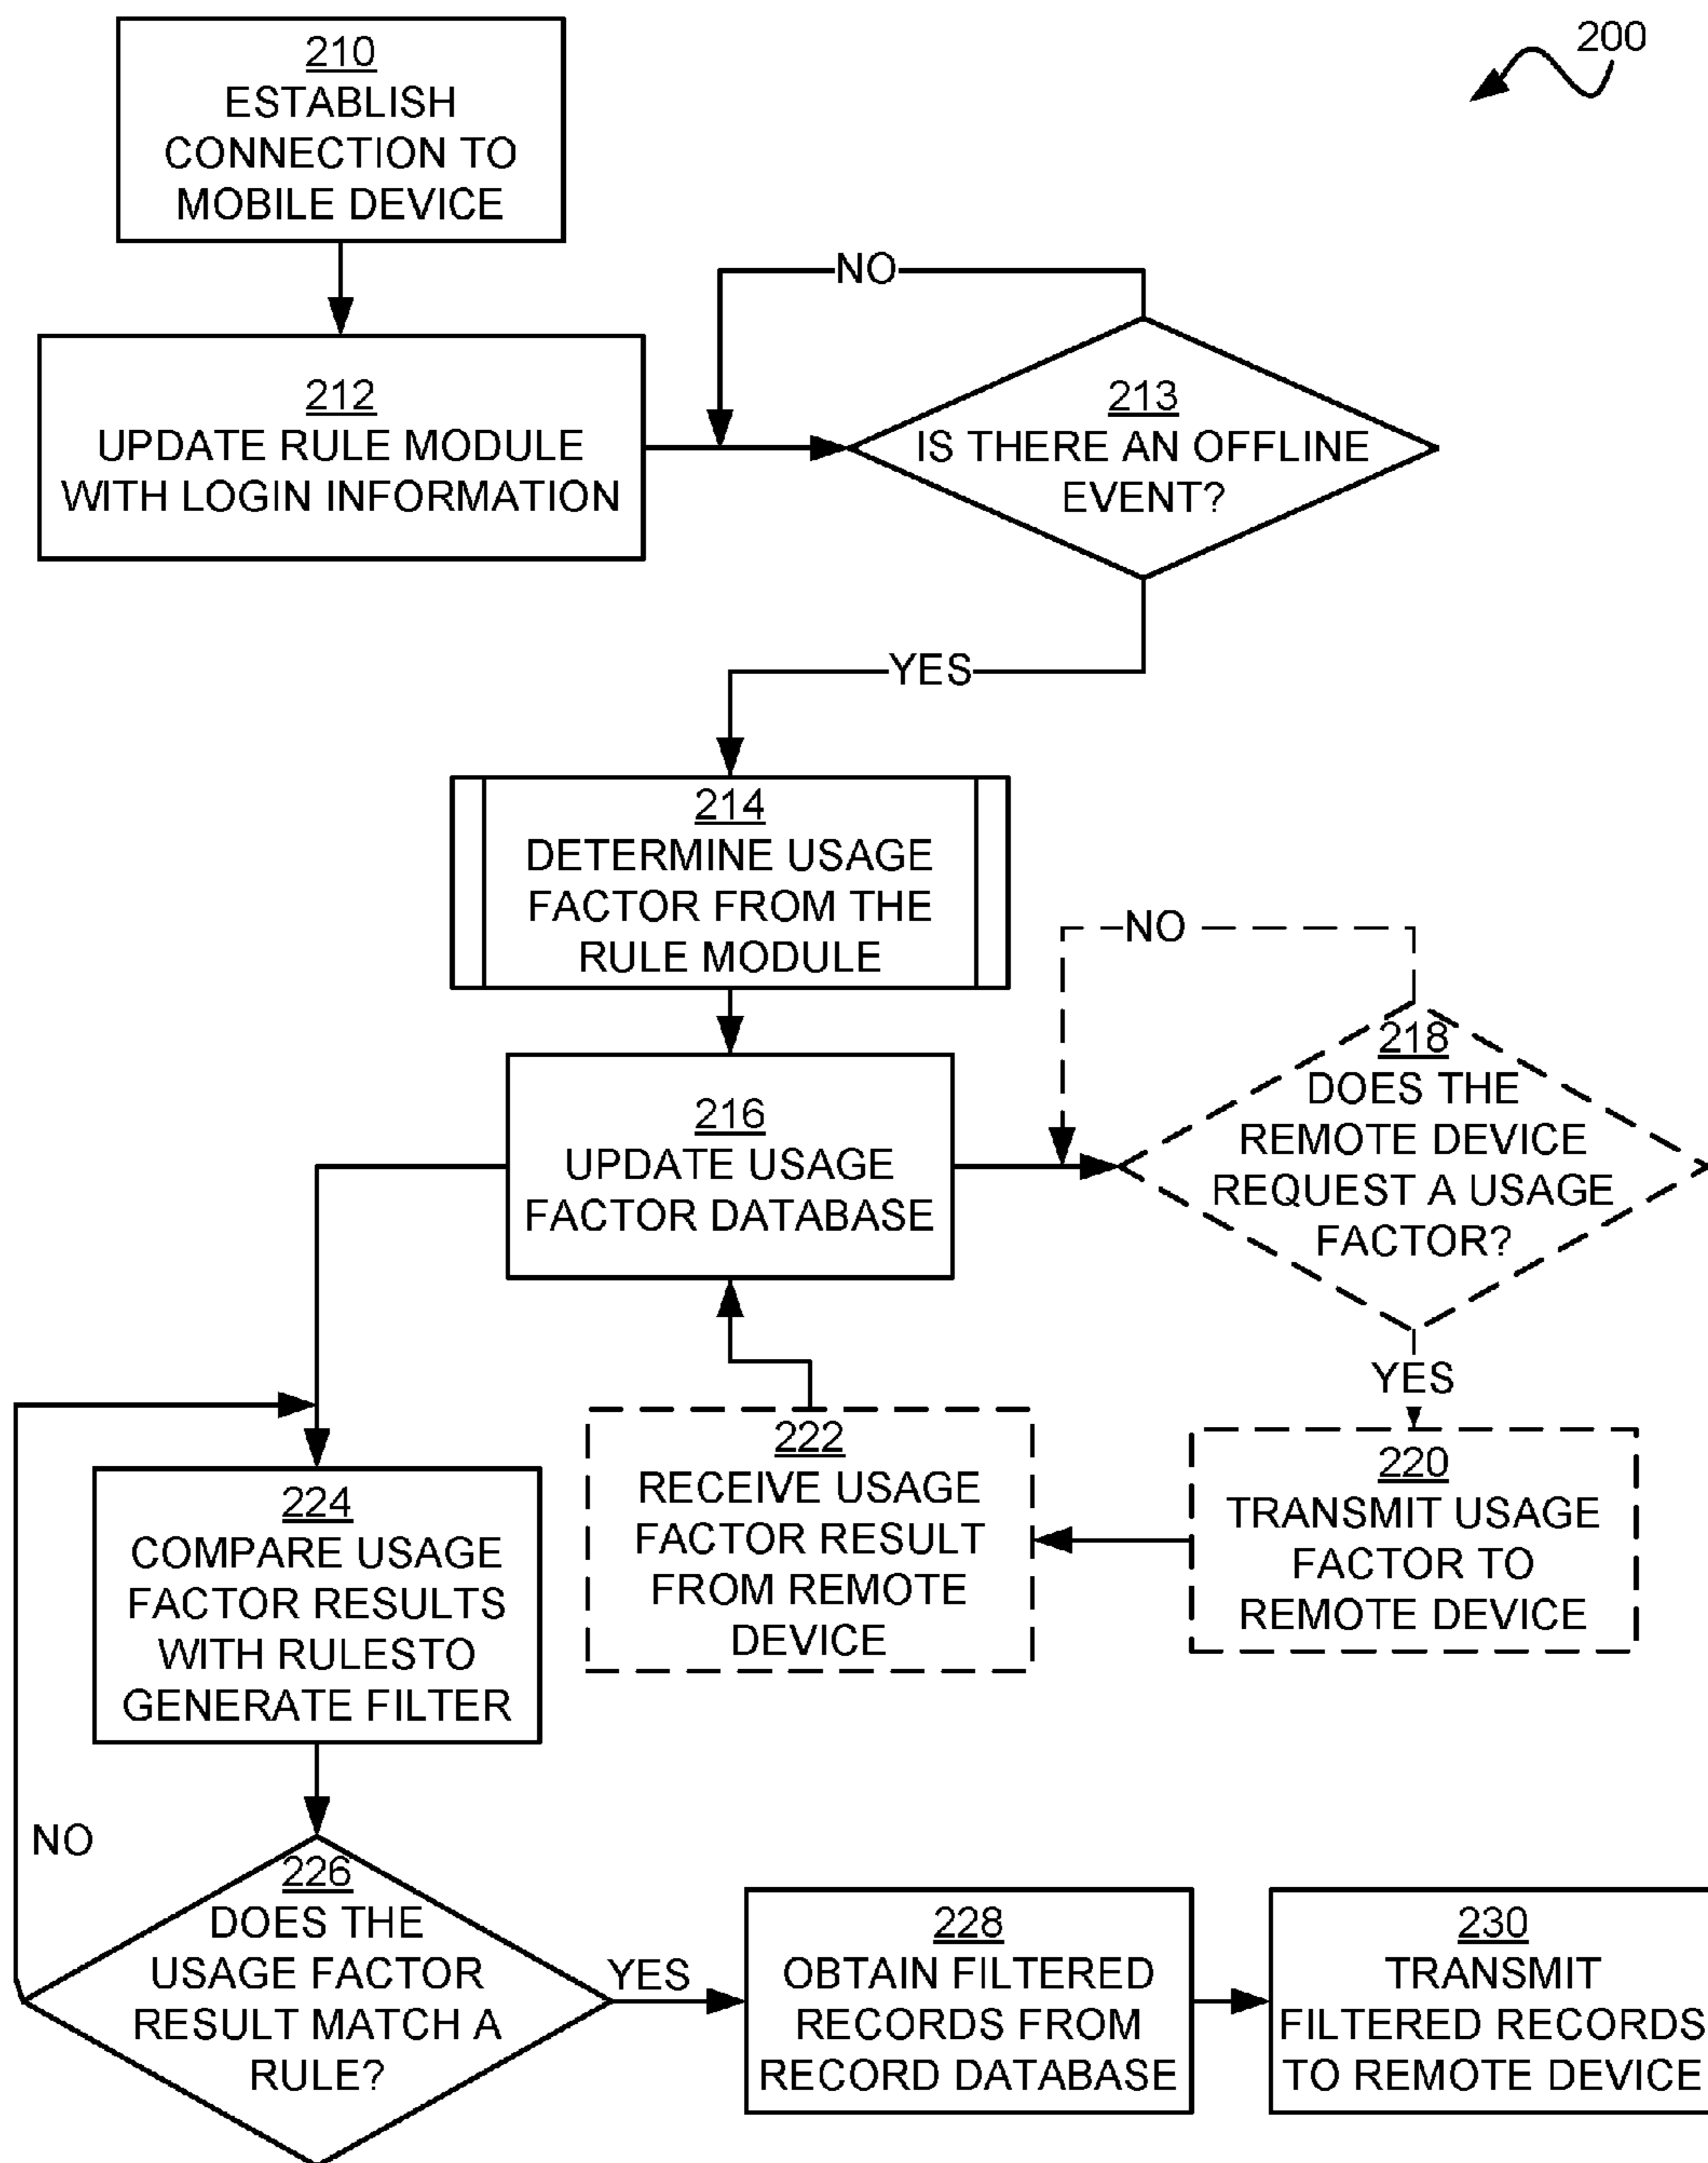 200
210
ESTABLISH
CONNECTION TO
MOBILE DEVICE
NO
212
UPDATE RULE MODULE
WITH LOGIN INFORMATION
213
IS THERE AN OFFLINE
EVENT?
YES
214
DETERMINE USAGE
FACTOR FROM THE
RULE MODULE
NO
216
UPDATE USAGE
FACTOR DATABASE
218
DOES THE
REMOTE DEVICE
REQUEST A USAGE
FACTOR?
YES
220
TRANSMIT USAGE
FACTOR TO
REMOTE DEVICE
222
RECEIVE USAGE
FACTOR RESULT
FROM REMOTE
DEVICE
224
COMPARE USAGE
FACTOR RESULTS
WITH RULESTO
GENERATE FILTER
NO
226
DOES THE
USAGE FACTOR
RESULT MATCH A
RULE?
YES
228
OBTAIN FILTERED
RECORDS FROM
RECORD DATABASE
230
TRANSMIT
FILTERED RECORDS
TO REMOTE DEVICE